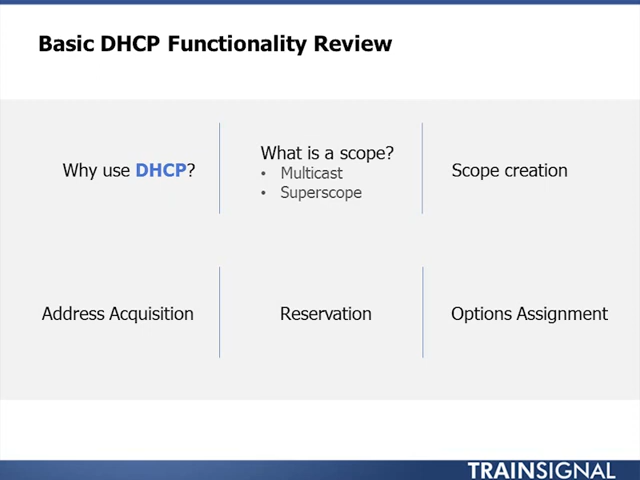 Basic DHCP Functionality Review
Why use DHCP?
What is a scope?
• Multicast
• Superscope
Scope creation
Address Acquisition
Reservation
Options Assignment
TRAINSIGNAL